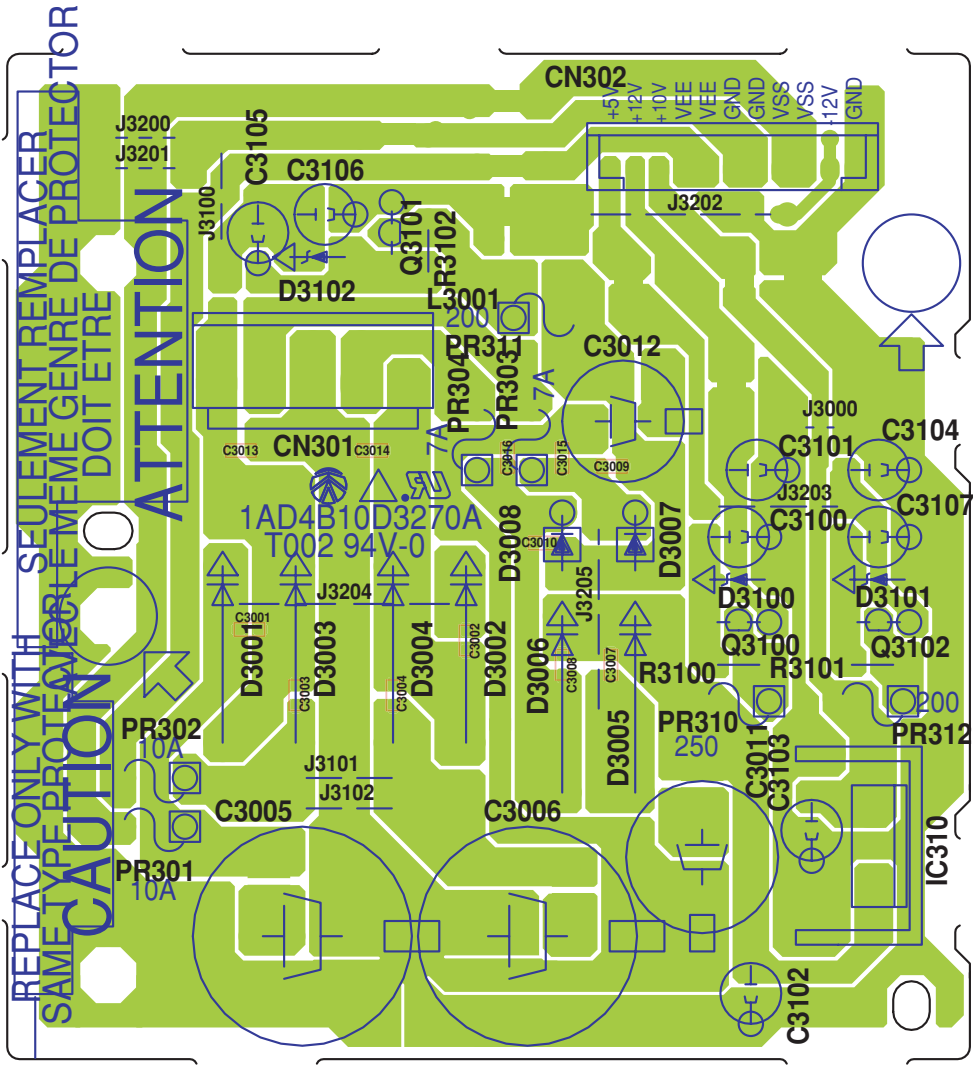 CN302
+5V
+12V
+10V
VEE
VEE
GND
GND
VSS
VSS
-12V
GND
J3200
J3201
J3100
C3105
C3106
Q3101
R3102
J3202
D3102
SEULEMENT REMPLACER
LE MEME GENRE DE PROTECTOR
DOIT ETRE
ATTENTION
L3001
200
PR311
PR304
7A
PR303
7A
C3012
J3000
C3101
C3104
CN301
C3013
C3014
C3016
C3015
C3009
J3203
C3100
C3107
1AD4B10D3270A
T002 94V-0
D3008
C3010
D3007
J3204
J3205
D3100
D3101
C3001
D3001
C3003
D3003
C3004
D3004
C3002
D3002
D3006
C3008
C3007
D3005
Q3100
Q3102
R3100
R3101
PR310
250
200
PR312
REPLACE ONLY WITH
SAME TYPE PROTECTOR
CAUTION
PR302
10A
J3101
J3102
C3011
C3103
C3005
C3006
PR301
10A
IC310
C3102